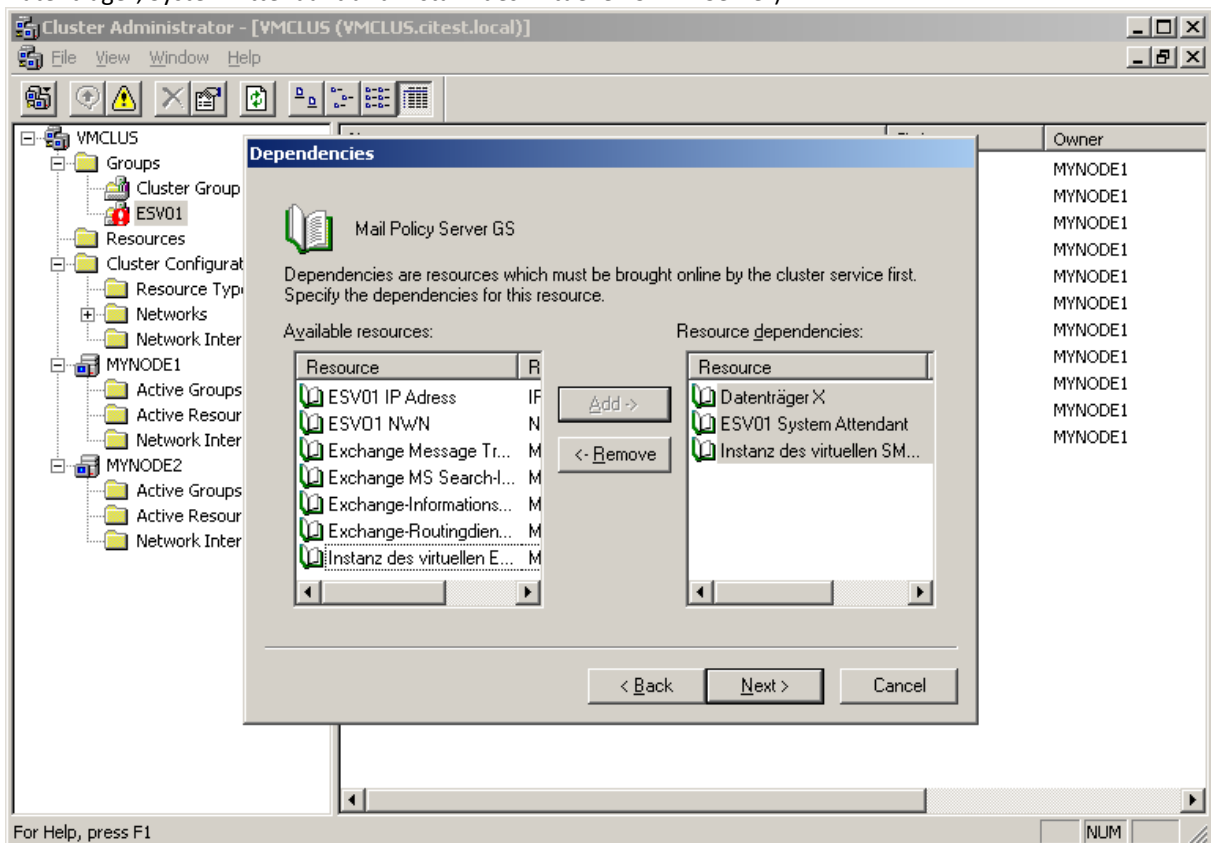 Cluster Administrator - [VMCLUS (VMCLUS.citest.local)]
File View Window Help
VMCLUS
Groups
Cluster Group
ESV01
Resources
Cluster Configurat
Resource Typ
Networks
Network Inter
MYNODE1
Active Groups
Active Resour
Network Inter
MYNODE2
Active Groups
Active Resour
Network Inter
Owner
MYNODE1
MYNODE1
MYNODE1
MYNODE1
MYNODE1
MYNODE1
MYNODE1
MYNODE1
MYNODE1
MYNODE1
MYNODE1
Dependencies
Mail Policy Server GS
Dependencies are resources which must be brought online by the cluster service first.
Specify the dependencies for this resource.
Available resources:
Resource R
ESV01 IP Adress IF
ESV01 NWN N
Exchange Message Tr... M
Exchange MS Search-I... M
Exchange-Informations... M
Exchange-Routingdien... M
Instanz des virtuellen E... M
Add ->
<- Remove
Resource dependencies:
Resource
Datenträger X
ESV01 System Attendant
Instanz des virtuellen SM...
< Back Next > Cancel
For Help, press F1 NUM